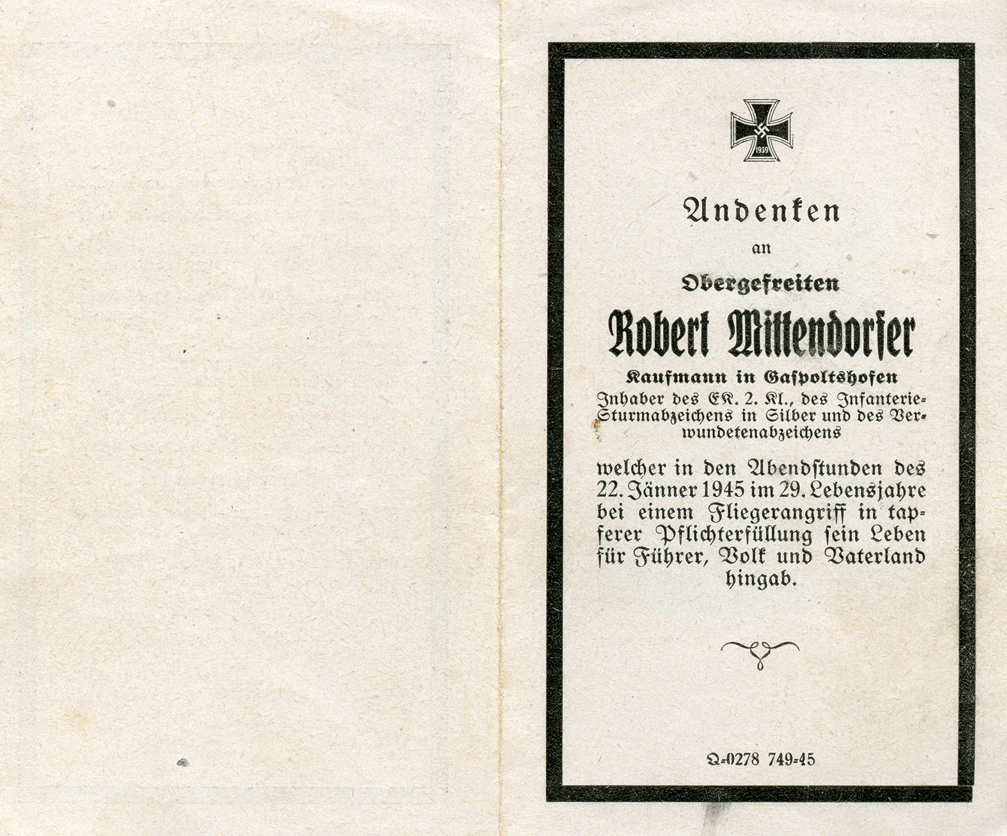 1939
Andenken
an
Obergefreiten
Robert Mittendorfer
Kaufmann in Gaspoltshofen
Inhaber des EK. 2. Kl., des Infanterie-
Sturmabzeichens in Silber und des Ver-
wundetenabzeichens
welcher in den Abendstunden des
22. Jänner 1945 im 29. Lebensjahre
bei einem Fliegerangriff in tap-
ferer Pflichterfüllung sein Leben
für Führer, Volk und Vaterland
hingab.
Q-0278 749-45